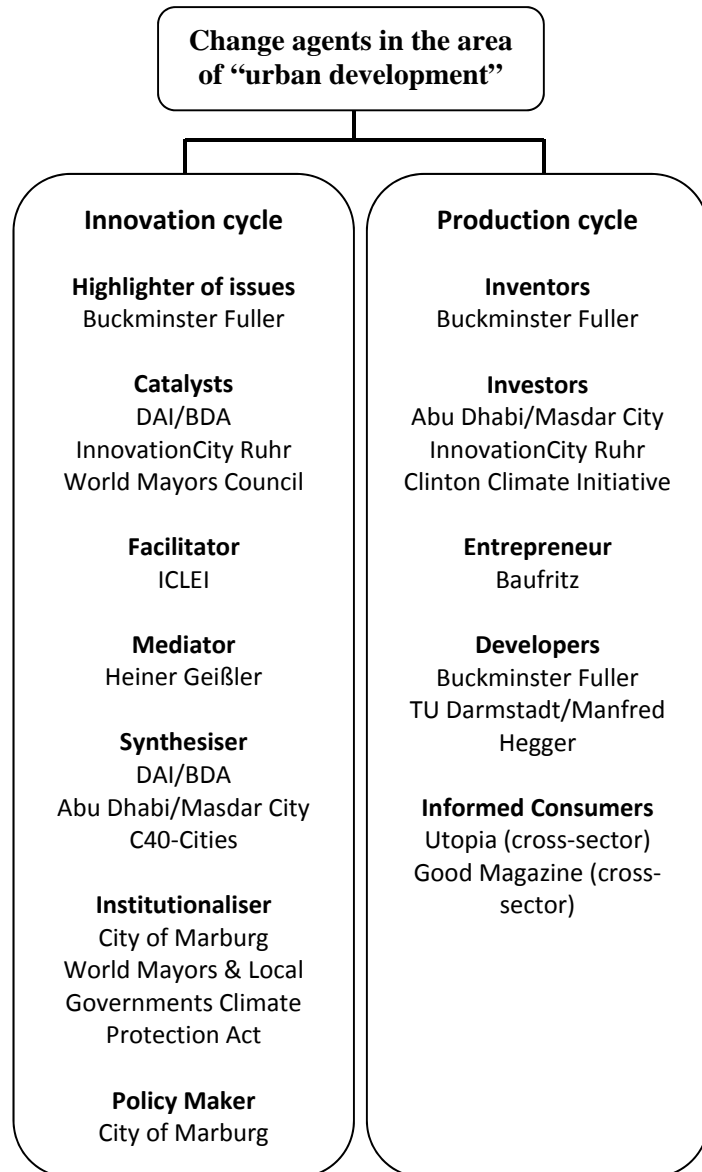 Change agents in the area
of “urban development”
Innovation cycle
Highlighter of issues
Buckminster Fuller
Catalysts
DAI/BDA
InnovationCity Ruhr
World Mayors Council
Facilitator
ICLEI
Mediator
Heiner Geißler
Synthesiser
DAI/BDA
Abu Dhabi/Masdar City
C40-Cities
Institutionaliser
City of Marburg
World Mayors & Local
Governments Climate
Protection Act
Policy Maker
City of Marburg
Production cycle
Inventors
Buckminster Fuller
Investors
Abu Dhabi/Masdar City
InnovationCity Ruhr
Clinton Climate Initiative
Entrepreneur
Baufritz
Developers
Buckminster Fuller
TU Darmstadt/Manfred
Hegger
Informed Consumers
Utopia (cross-sector)
Good Magazine (cross-
sector)